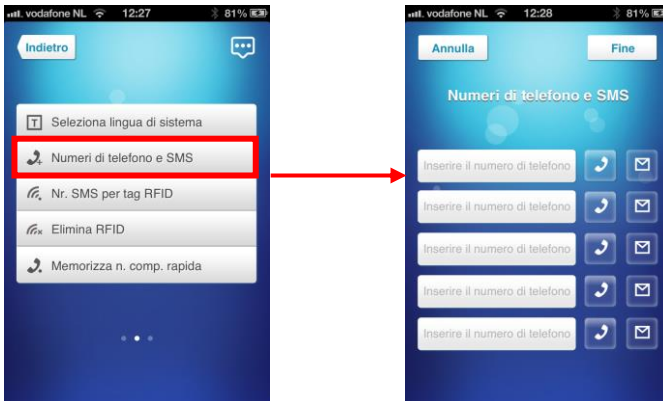 vodafone NL 12:27 81%
Indietro
Seleziona lingua di sistema
Numeri di telefono e SMS
Nr. SMS per tag RFID
Elimina RFID
Memorizza n. comp. rapida
vodafone NL 12:28 81%
Annulla Fine
Numeri di telefono e SMS
Inserire il numero di telefono
Inserire il numero di telefono
Inserire il numero di telefono
Inserire il numero di telefono
Inserire il numero di telefono